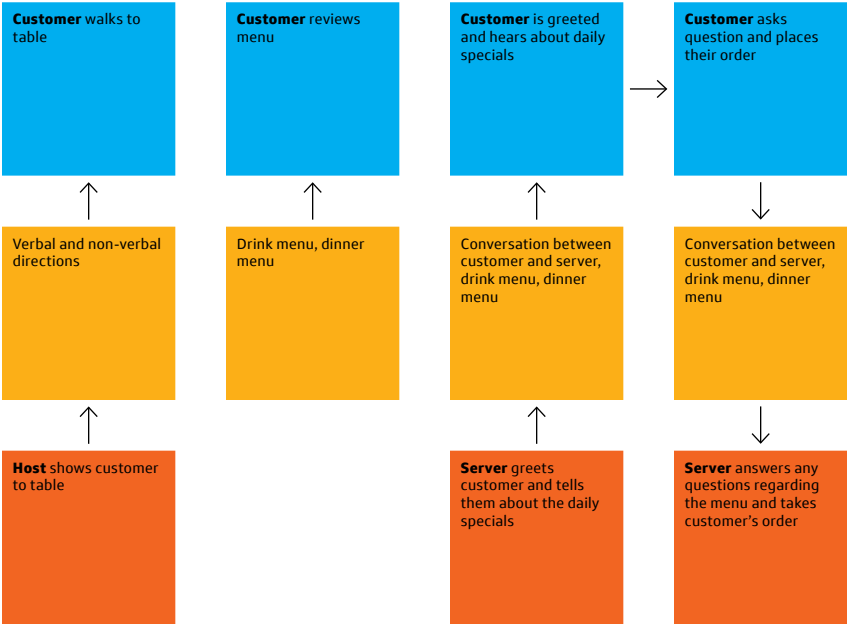 Customer walks to
table
Customer reviews
menu
Customer is greeted
and hears about daily
specials
Customer asks
question and places
their order
Verbal and non-verbal
directions
Drink menu, dinner
menu
Conversation between
customer and server,
drink menu, dinner
menu
Conversation between
customer and server,
drink menu, dinner
menu
Host shows customer
to table
Server greets
customer and tells
them about the daily
specials
Server answers any
questions regarding
the menu and takes
customer's order